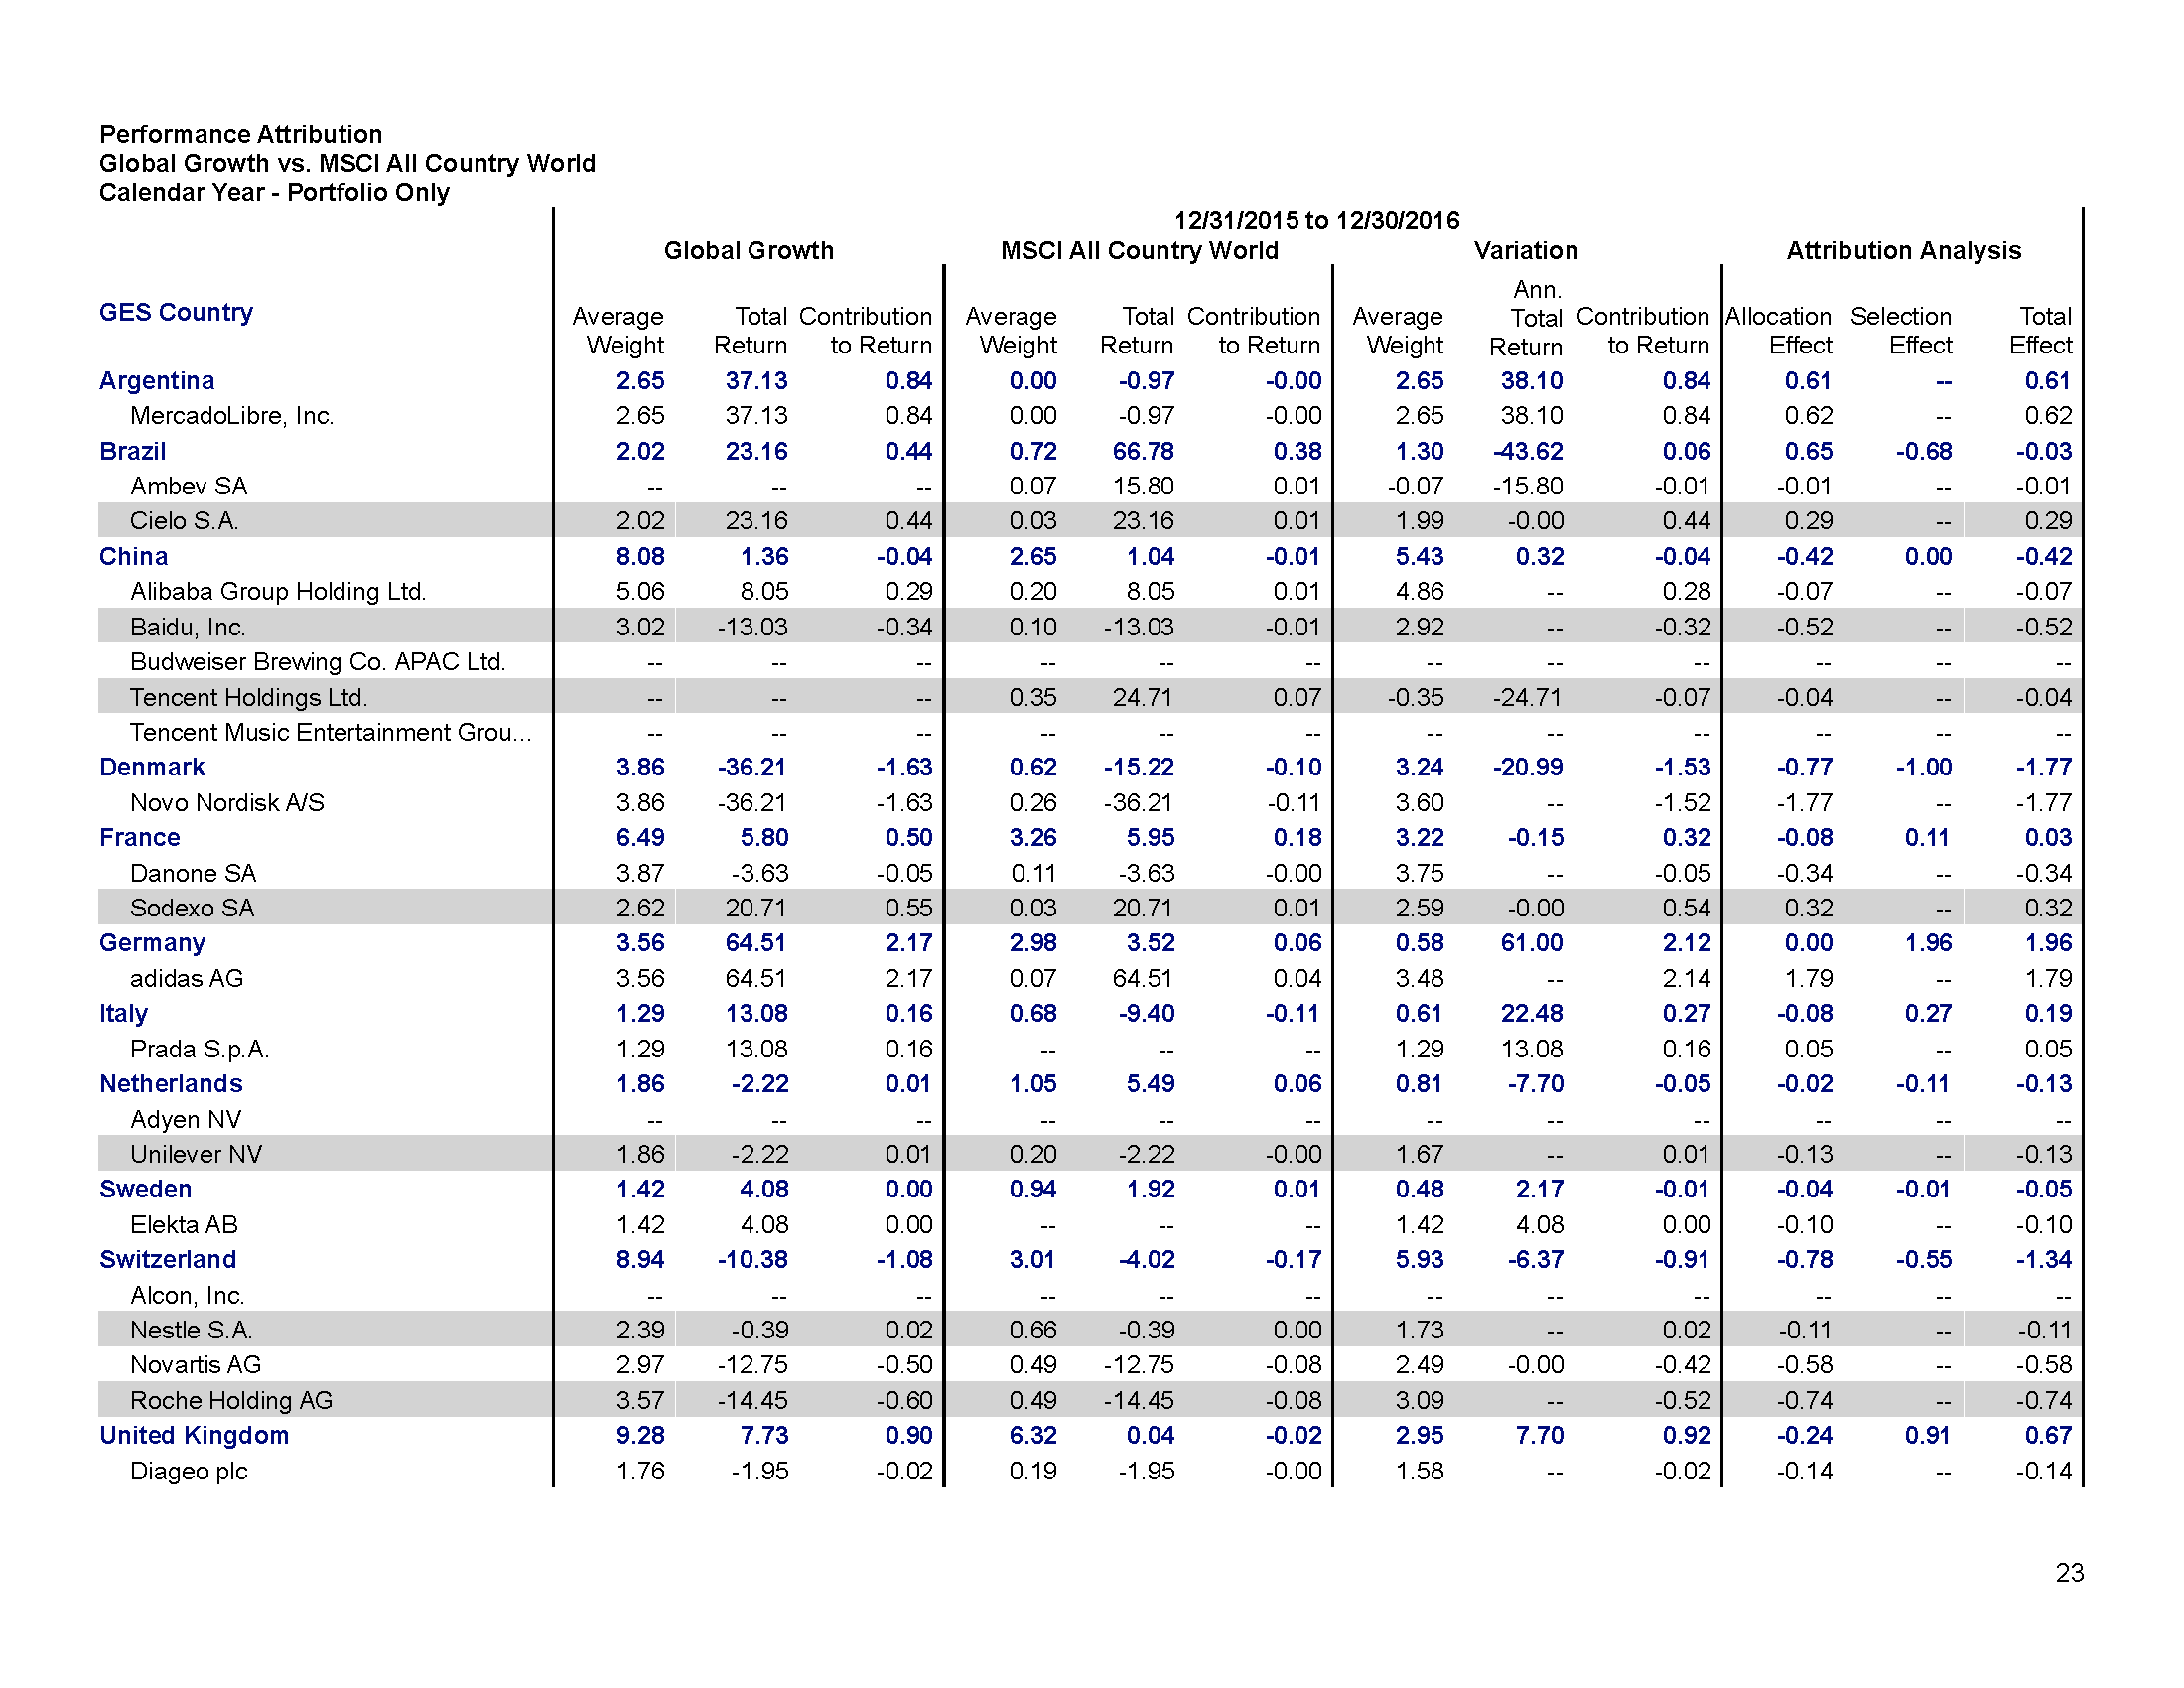 Performance Attribution
Global Growth vs. MSCI All Country World
Calendar Year - Portfolio Only
12/31/2015 to 12/30/2016
Global Growth MSCI All Country World Variation Attribution Analysis
GES Country Average Weight Total Return Contribution to Return Average Weight Total Return Contribution to Return Average Weight Ann. Total Return Contribution to Return Allocation Effect Selection Effect Total Effect
Argentina 2.65 37.13 0.84 0.00 -0.97 -0.00 2.65 38.10 0.84 0.61 -- 0.61
MercadoLibre, Inc. 2.65 37.13 0.84 0.00 -0.97 -0.00 2.65 38.10 0.84 0.62 -- 0.62
Brazil 2.02 23.16 0.44 0.72 66.78 0.38 1.30 -43.62 0.06 0.65 -0.68 -0.03
Ambev SA -- -- -- 0.07 15.80 0.01 -0.07 -15.80 -0.01 -0.01 -- -0.01
Cielo S.A. 2.02 23.16 0.44 0.03 23.16 0.01 1.99 -0.00 0.44 0.29 -- 0.29
China 8.08 1.36 -0.04 2.65 1.04 -0.01 5.43 0.32 -0.04 -0.42 0.00 -0.42
Alibaba Group Holding Ltd. 5.06 8.05 0.29 0.20 8.05 0.01 4.86 -- 0.28 -0.07 -- -0.07
Baidu, Inc. 3.02 -13.03 -0.34 0.10 -13.03 -0.01 2.92 -- -0.32 -0.52 -- -0.52
Budweiser Brewing Co. APAC Ltd. -- -- -- -- -- -- -- -- -- -- -- --
Tencent Holdings Ltd. -- -- -- 0.35 24.71 0.07 -0.35 -24.71 -0.07 -0.04 -- -0.04
Tencent Music Entertainment Grou... -- -- -- -- -- -- -- -- -- -- -- --
Denmark 3.86 -36.21 -1.63 0.62 -15.22 -0.10 3.24 -20.99 -1.53 -0.77 -1.00 -1.77
Novo Nordisk A/S 3.86 -36.21 -1.63 0.26 -36.21 -0.11 3.60 -- -1.52 -1.77 -- -1.77
France 6.49 5.80 0.50 3.26 5.95 0.18 3.22 -0.15 0.32 -0.08 0.11 0.03
Danone SA 3.87 -3.63 -0.05 0.11 -3.63 -0.00 3.75 -- -0.05 -0.34 -- -0.34
Sodexo SA 2.62 20.71 0.55 0.03 20.71 0.01 2.59 -0.00 0.54 0.32 -- 0.32
Germany 3.56 64.51 2.17 2.98 3.52 0.06 0.58 61.00 2.12 0.00 1.96 1.96
adidas AG 3.56 64.51 2.17 0.07 64.51 0.04 3.48 -- 2.14 1.79 -- 1.79
Italy 1.29 13.08 0.16 0.68 -9.40 -0.11 0.61 22.48 0.27 -0.08 0.27 0.19
Prada S.p.A. 1.29 13.08 0.16 -- -- -- 1.29 13.08 0.16 0.05 -- 0.05
Netherlands 1.86 -2.22 0.01 1.05 5.49 0.06 0.81 -7.70 -0.05 -0.02 -0.11 -0.13
Adyen NV -- -- -- -- -- -- -- -- -- -- -- --
Unilever NV 1.86 -2.22 0.01 0.20 -2.22 -0.00 1.67 -- 0.01 -0.13 -- -0.13
Sweden 1.42 4.08 0.00 0.94 1.92 0.01 0.48 2.17 -0.01 -0.04 -0.01 -0.05
Elekta AB 1.42 4.08 0.00 -- -- -- 1.42 4.08 0.00 -0.10 -- -0.10
Switzerland 8.94 -10.38 -1.08 3.01 -4.02 -0.17 5.93 -6.37 -0.91 -0.78 -0.55 -1.34
Alcon, Inc. -- -- -- -- -- -- -- -- -- -- -- --
Nestle S.A. 2.39 -0.39 0.02 0.66 -0.39 0.00 1.73 -- 0.02 -0.11 -- -0.11
Novartis AG 2.97 -12.75 -0.50 0.49 -12.75 -0.08 2.49 -0.00 -0.42 -0.58 -- -0.58
Roche Holding AG 3.57 -14.45 -0.60 0.49 -14.45 -0.08 3.09 -- -0.52 -0.74 -- -0.74
United Kingdom 9.28 7.73 0.90 6.32 0.04 -0.02 2.95 7.70 0.92 -0.24 0.91 0.67
Diageo plc 1.76 -1.95 -0.02 0.19 -1.95 -0.00 1.58 -- -0.02 -0.14 -- -0.14
23